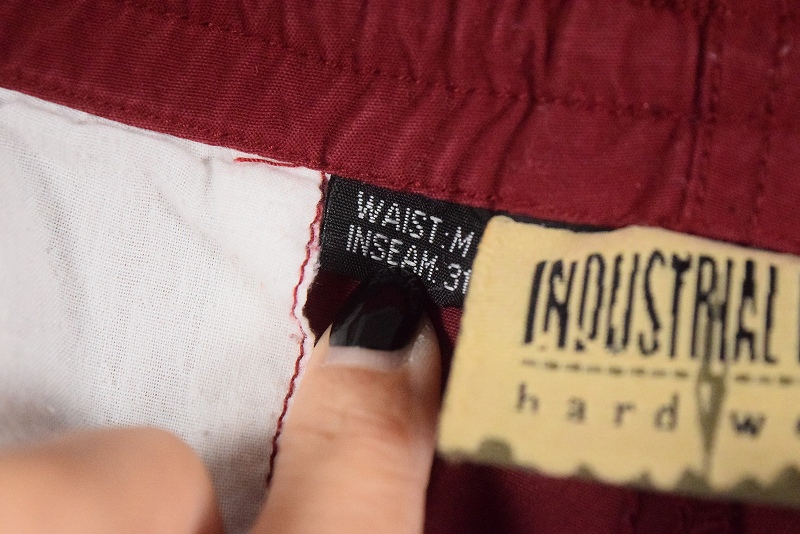 WAIST: M
INSEAM: 31
INDUSTRIAL
hard